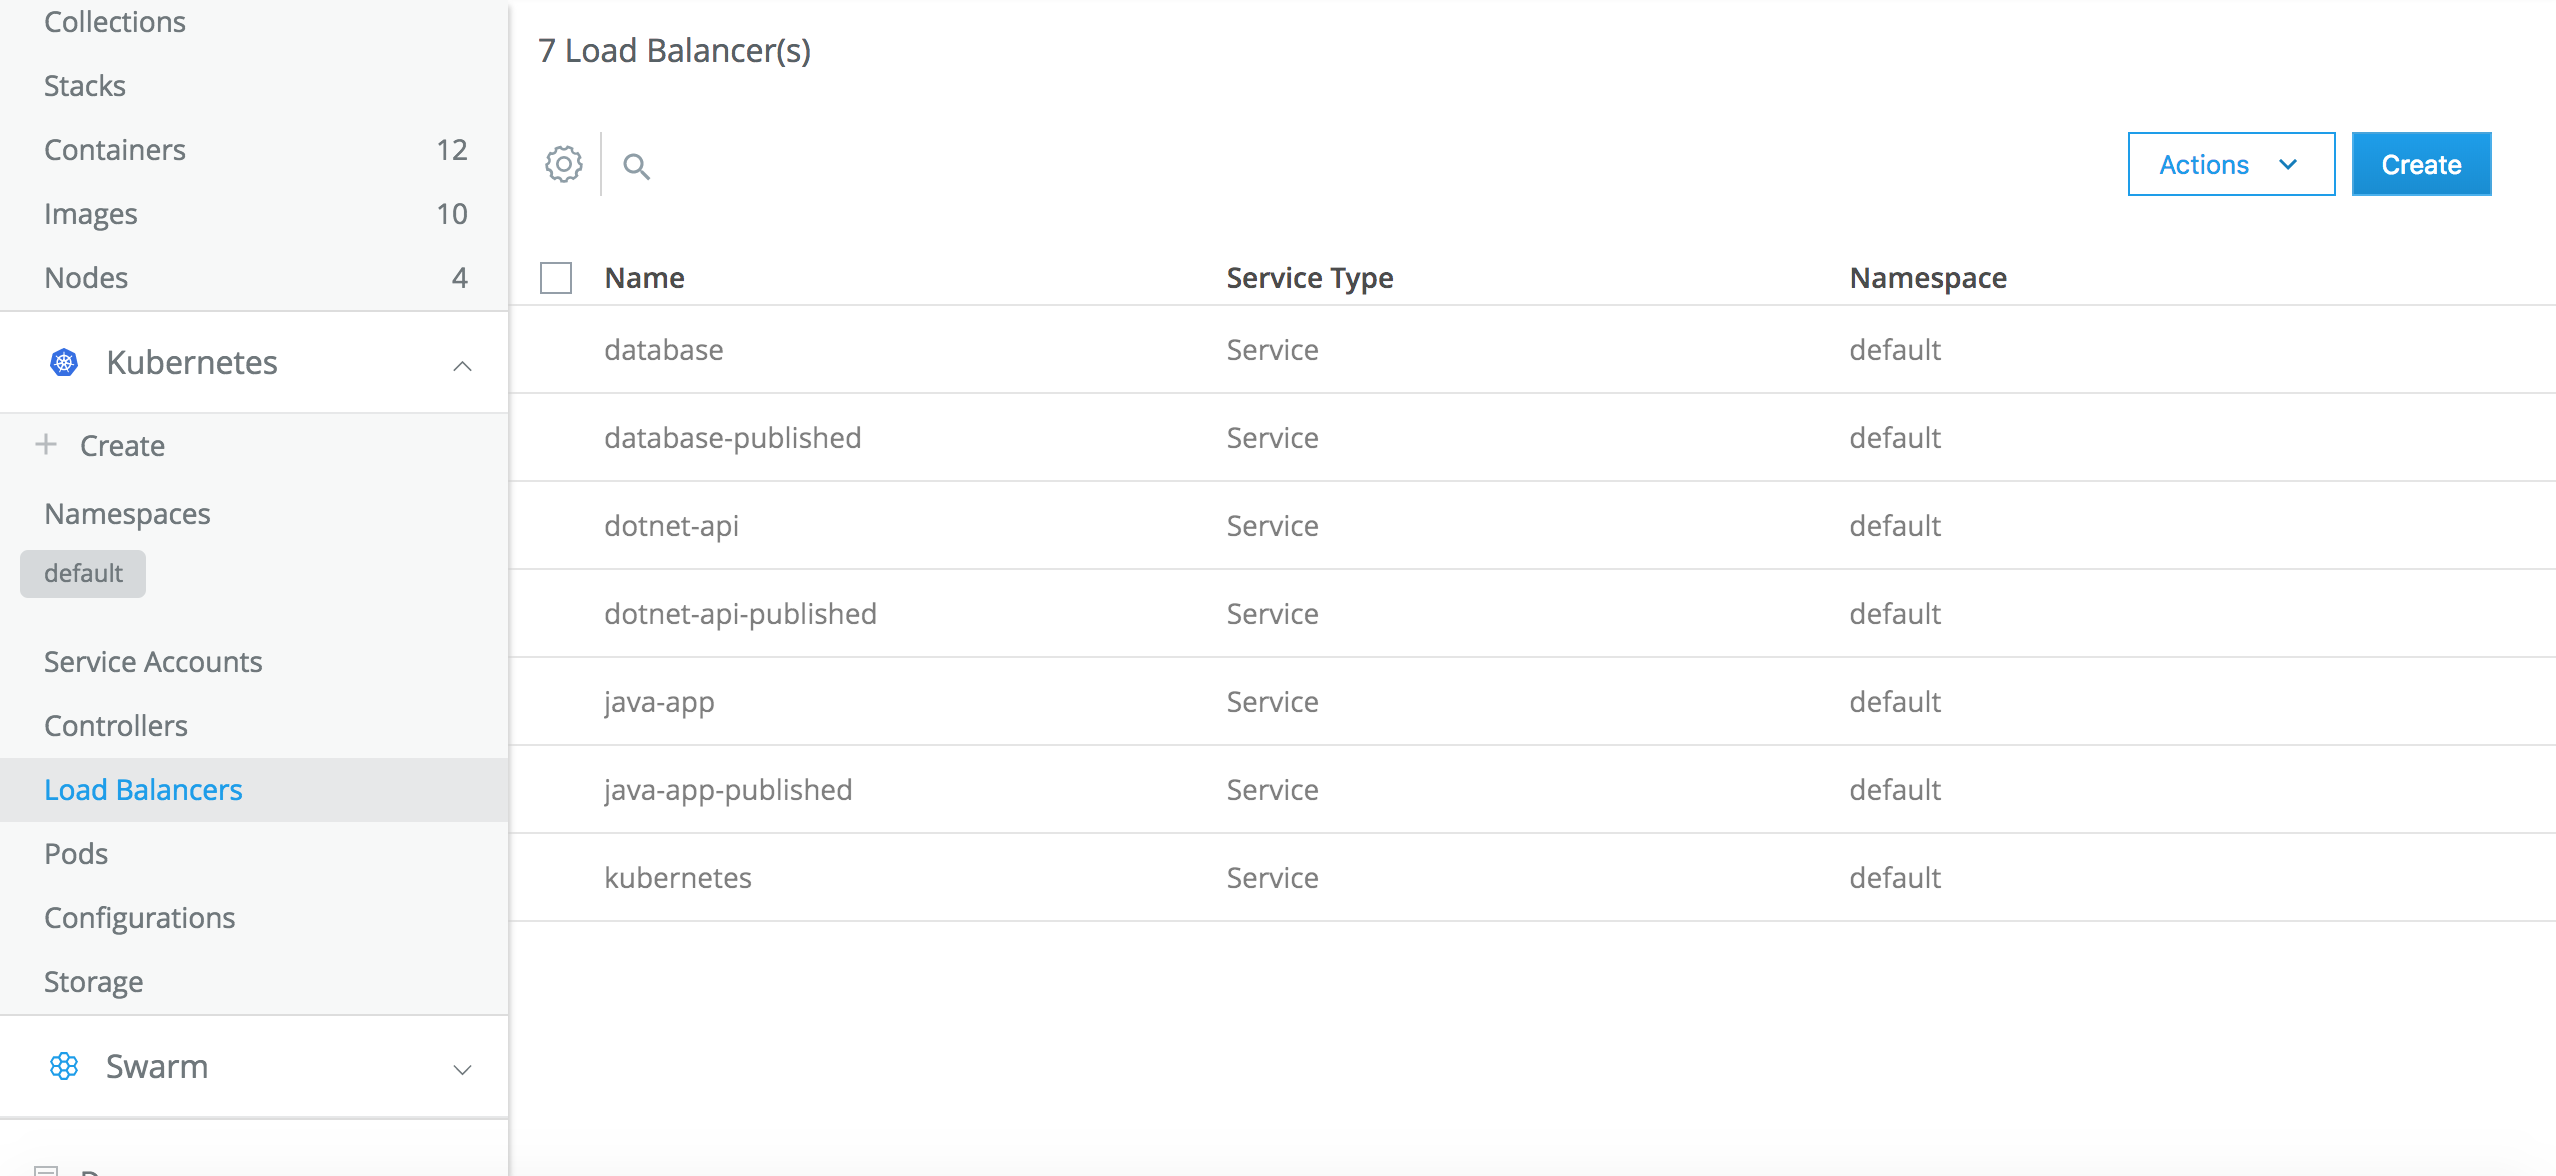 Collections
Stacks
Containers 12
Images 10
Nodes 4
Kubernetes
Create
Namespaces
default
Service Accounts
Controllers
Load Balancers
Pods
Configurations
Storage
Swarm
7 Load Balancer(s)
Actions Create
Name Service Type Namespace
database Service default
database-published Service default
dotnet-api Service default
dotnet-api-published Service default
java-app Service default
java-app-published Service default
kubernetes Service default